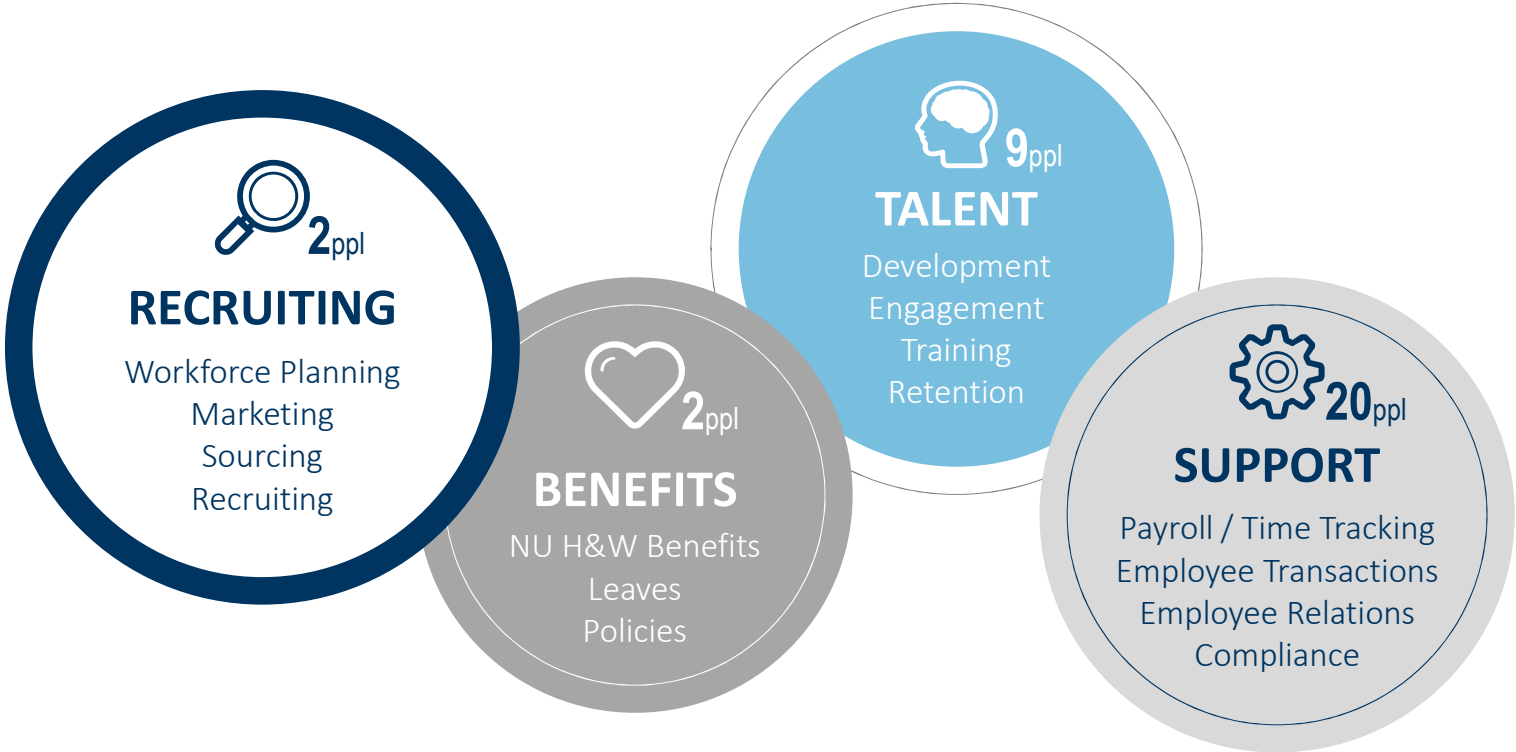 2ppl
RECRUITING
Workforce Planning
Marketing
Sourcing
Recruiting
2ppl
BENEFITS
NU H&W Benefits
Leaves
Policies
9ppl
TALENT
Development
Engagement
Training
Retention
20ppl
SUPPORT
Payroll / Time Tracking
Employee Transactions
Employee Relations
Compliance